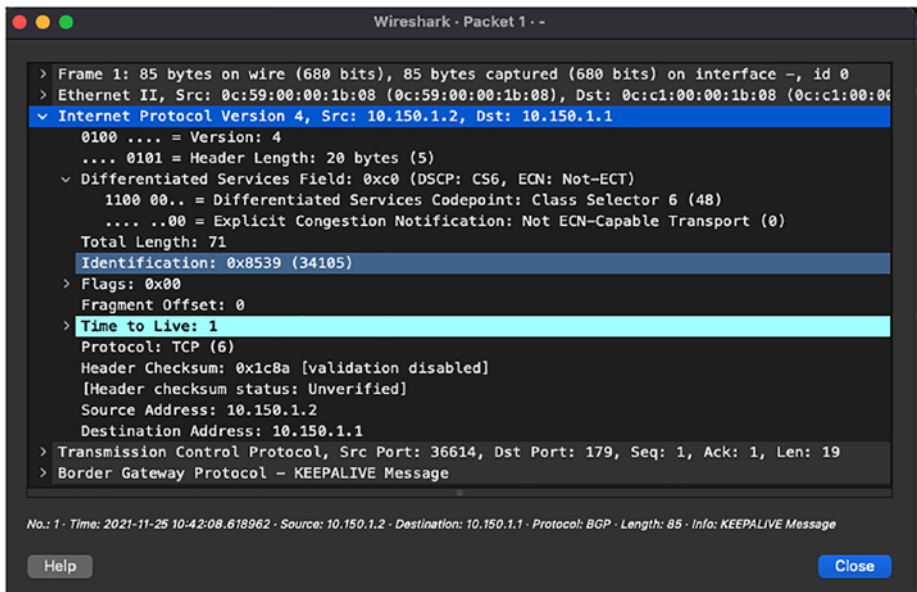 Wireshark · Packet 1 · -
> Frame 1: 85 bytes on wire (680 bits), 85 bytes captured (680 bits) on interface -, id 0
> Ethernet II, Src: 0c:59:00:00:1b:08 (0c:59:00:00:1b:08), Dst: 0c:c1:00:00:1b:08 (0c:c1:00:00
Internet Protocol Version 4, Src: 10.150.1.2, Dst: 10.150.1.1
0100 .... = Version: 4
.... 0101 = Header Length: 20 bytes (5)
Differentiated Services Field: 0xc0 (DSCP: CS6, ECN: Not-ECT)
1100 00.. = Differentiated Services Codepoint: Class Selector 6 (48)
.... ..00 = Explicit Congestion Notification: Not ECN-Capable Transport (0)
Total Length: 71
Identification: 0x8539 (34105)
> Flags: 0x00
Fragment Offset: 0
> Time to Live: 1
Protocol: TCP (6)
Header Checksum: 0x1c8a [validation disabled]
[Header checksum status: Unverified]
Source Address: 10.150.1.2
Destination Address: 10.150.1.1
> Transmission Control Protocol, Src Port: 36614, Dst Port: 179, Seq: 1, Ack: 1, Len: 19
> Border Gateway Protocol – KEEPALIVE Message
No.: 1 · Time: 2021-11-25 10:42:08.618962 · Source: 10.150.1.2 · Destination: 10.150.1.1 · Protocol: BGP · Length: 85 · Info: KEEPALIVE Message
Help
Close